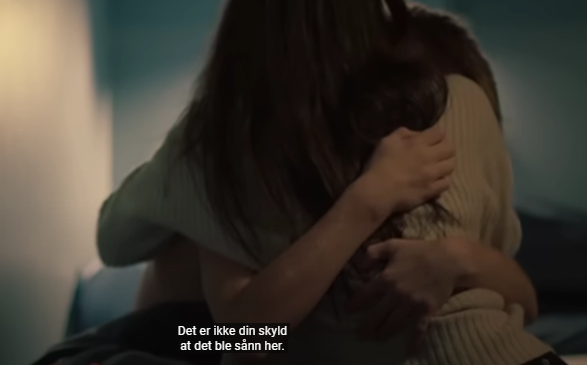 Det er ikke din skyld
at det ble sånn her.